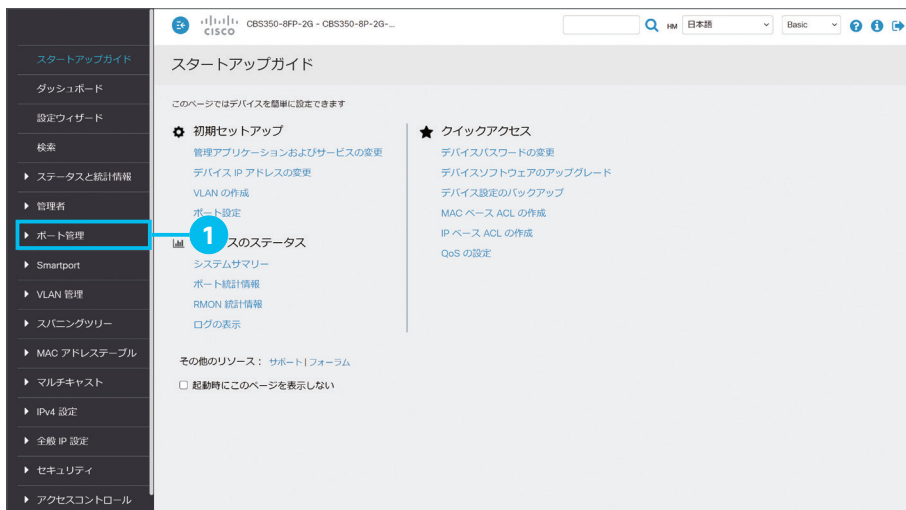 CISCO
CBS350-8FP-2G - CBS350-8P-2G-...
HM
日本語
Basic
スタートアップガイド
ダッシュボード
設定ウィザード
検索
ステータスと統計情報
管理者
ポート管理
Smartport
VLAN 管理
スパニングツリー
MAC アドレステーブル
マルチキャスト
IPv4 設定
全般 IP 設定
セキュリティ
アクセスコントロール
スタートアップガイド
このページではデバイスを簡単に設定できます
初期セットアップ
管理アプリケーションおよびサービスの変更
デバイス IP アドレスの変更
VLAN の作成
ポート設定
1
スのステータス
システムサマリー
ポート統計情報
RMON 統計情報
ログの表示
クイックアクセス
デバイスパスワードの変更
デバイスソフトウェアのアップグレード
デバイス設定のバックアップ
MAC ベース ACL の作成
IP ベース ACL の作成
QoS の設定
その他のリソース： サポート | フォーラム
起動時にこのページを表示しない